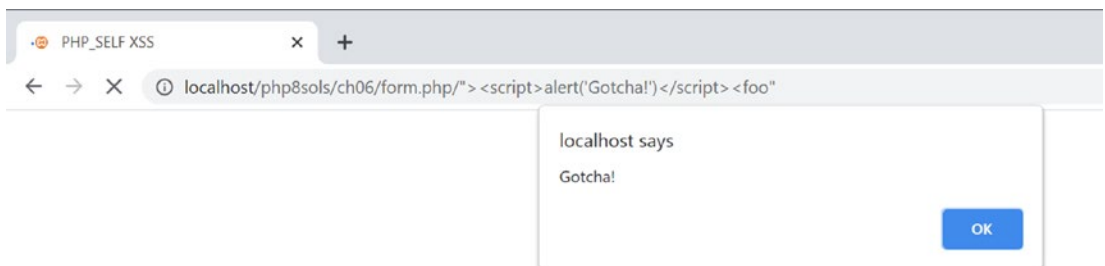 PHP_SELF XSS
localhost/php8sols/ch06/form.php/"><script>alert('Gotcha!')</script><foo"
localhost says
Gotcha!
OK